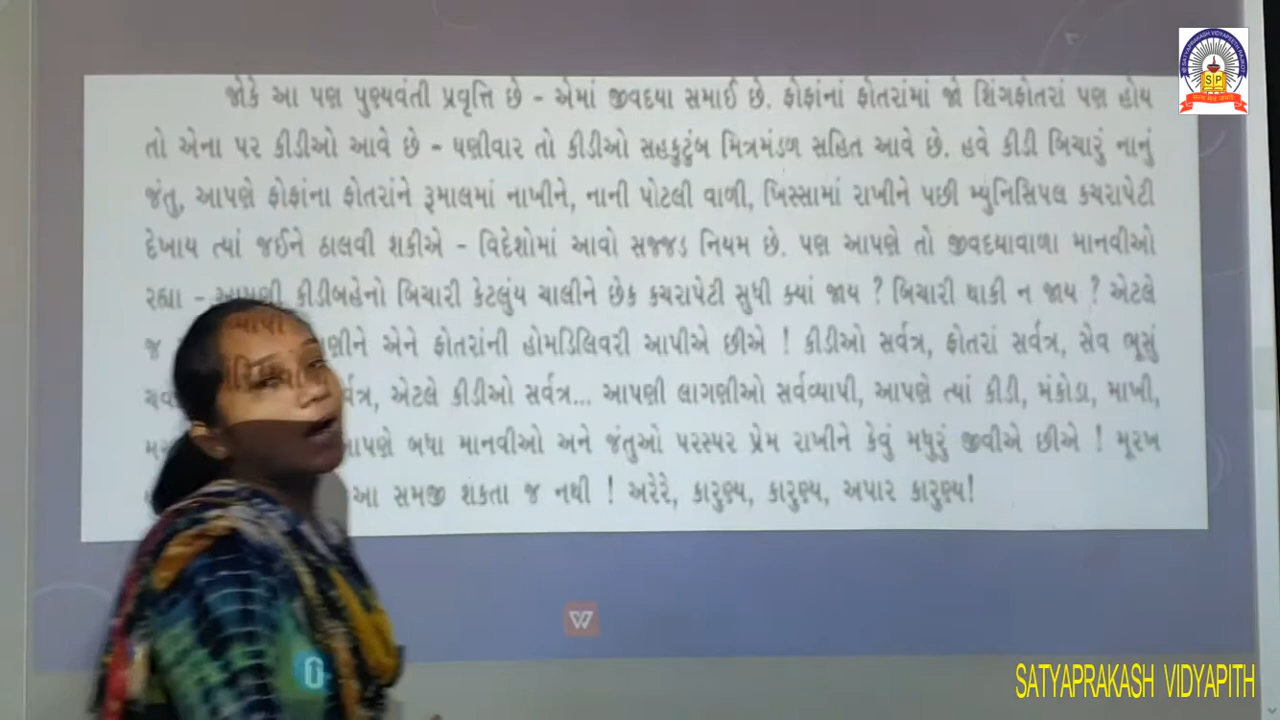 જોકે આ પણ પુણ્યવંતી પ્રવૃત્તિ છે - એમાં જીવદયા સમાઈ છે. ફોફાંનાં ફોતરાંમાં જો શિંગફોતરાં પણ હોય
તો એના પર કીડીઓ આવે છે - ઘણીવાર તો કીડીઓ સહકુટુંબ મિત્રમંડળ સહિત આવે છે. હવે કીડી બિચારું નાનું
જંતુ, આપણે ફોફાંના ફોતરાંને રૂમાલમાં નાખીને, નાની પોટલી વાળી, ખિસ્સામાં રાખીને પછી મ્યુનિસિપલ કચરાપેટી
દેખાય ત્યાં જઈને ઠાલવી શકીએ - વિદેશોમાં આવો સજ્જડ નિયમ છે. પણ આપણે તો જીવદયાવાળા માનવીઓ
રહ્યા - કીડીબહેનો બિચારી કેટલુંય ચાલીને છેક કચરાપેટી સુધી ક્યાં જાય ? બિચારી થાકી ન જાય ? એટલે
જ એને ફોતરાંની હોમડિલિવરી આપીએ છીએ ! કીડીઓ સર્વત્ર, ફોતરાં સર્વત્ર, સેવ ભૂસું
એટલે કીડીઓ સર્વત્ર... આપણી લાગણીઓ સર્વવ્યાપી, આપણે ત્યાં કીડી, મંકોડા, માખી,
બધા માનવીઓ અને જંતુઓ પરસ્પર પ્રેમ રાખીને કેવું મધુરું જીવીએ છીએ ! મૂરખ
આ સમજી શકતા જ નથી ! અરેરે, કારુણ્ય, કારુણ્ય, અપાર કારુણ્ય!
SP
SATYAPRAKASH VIDYAPITH